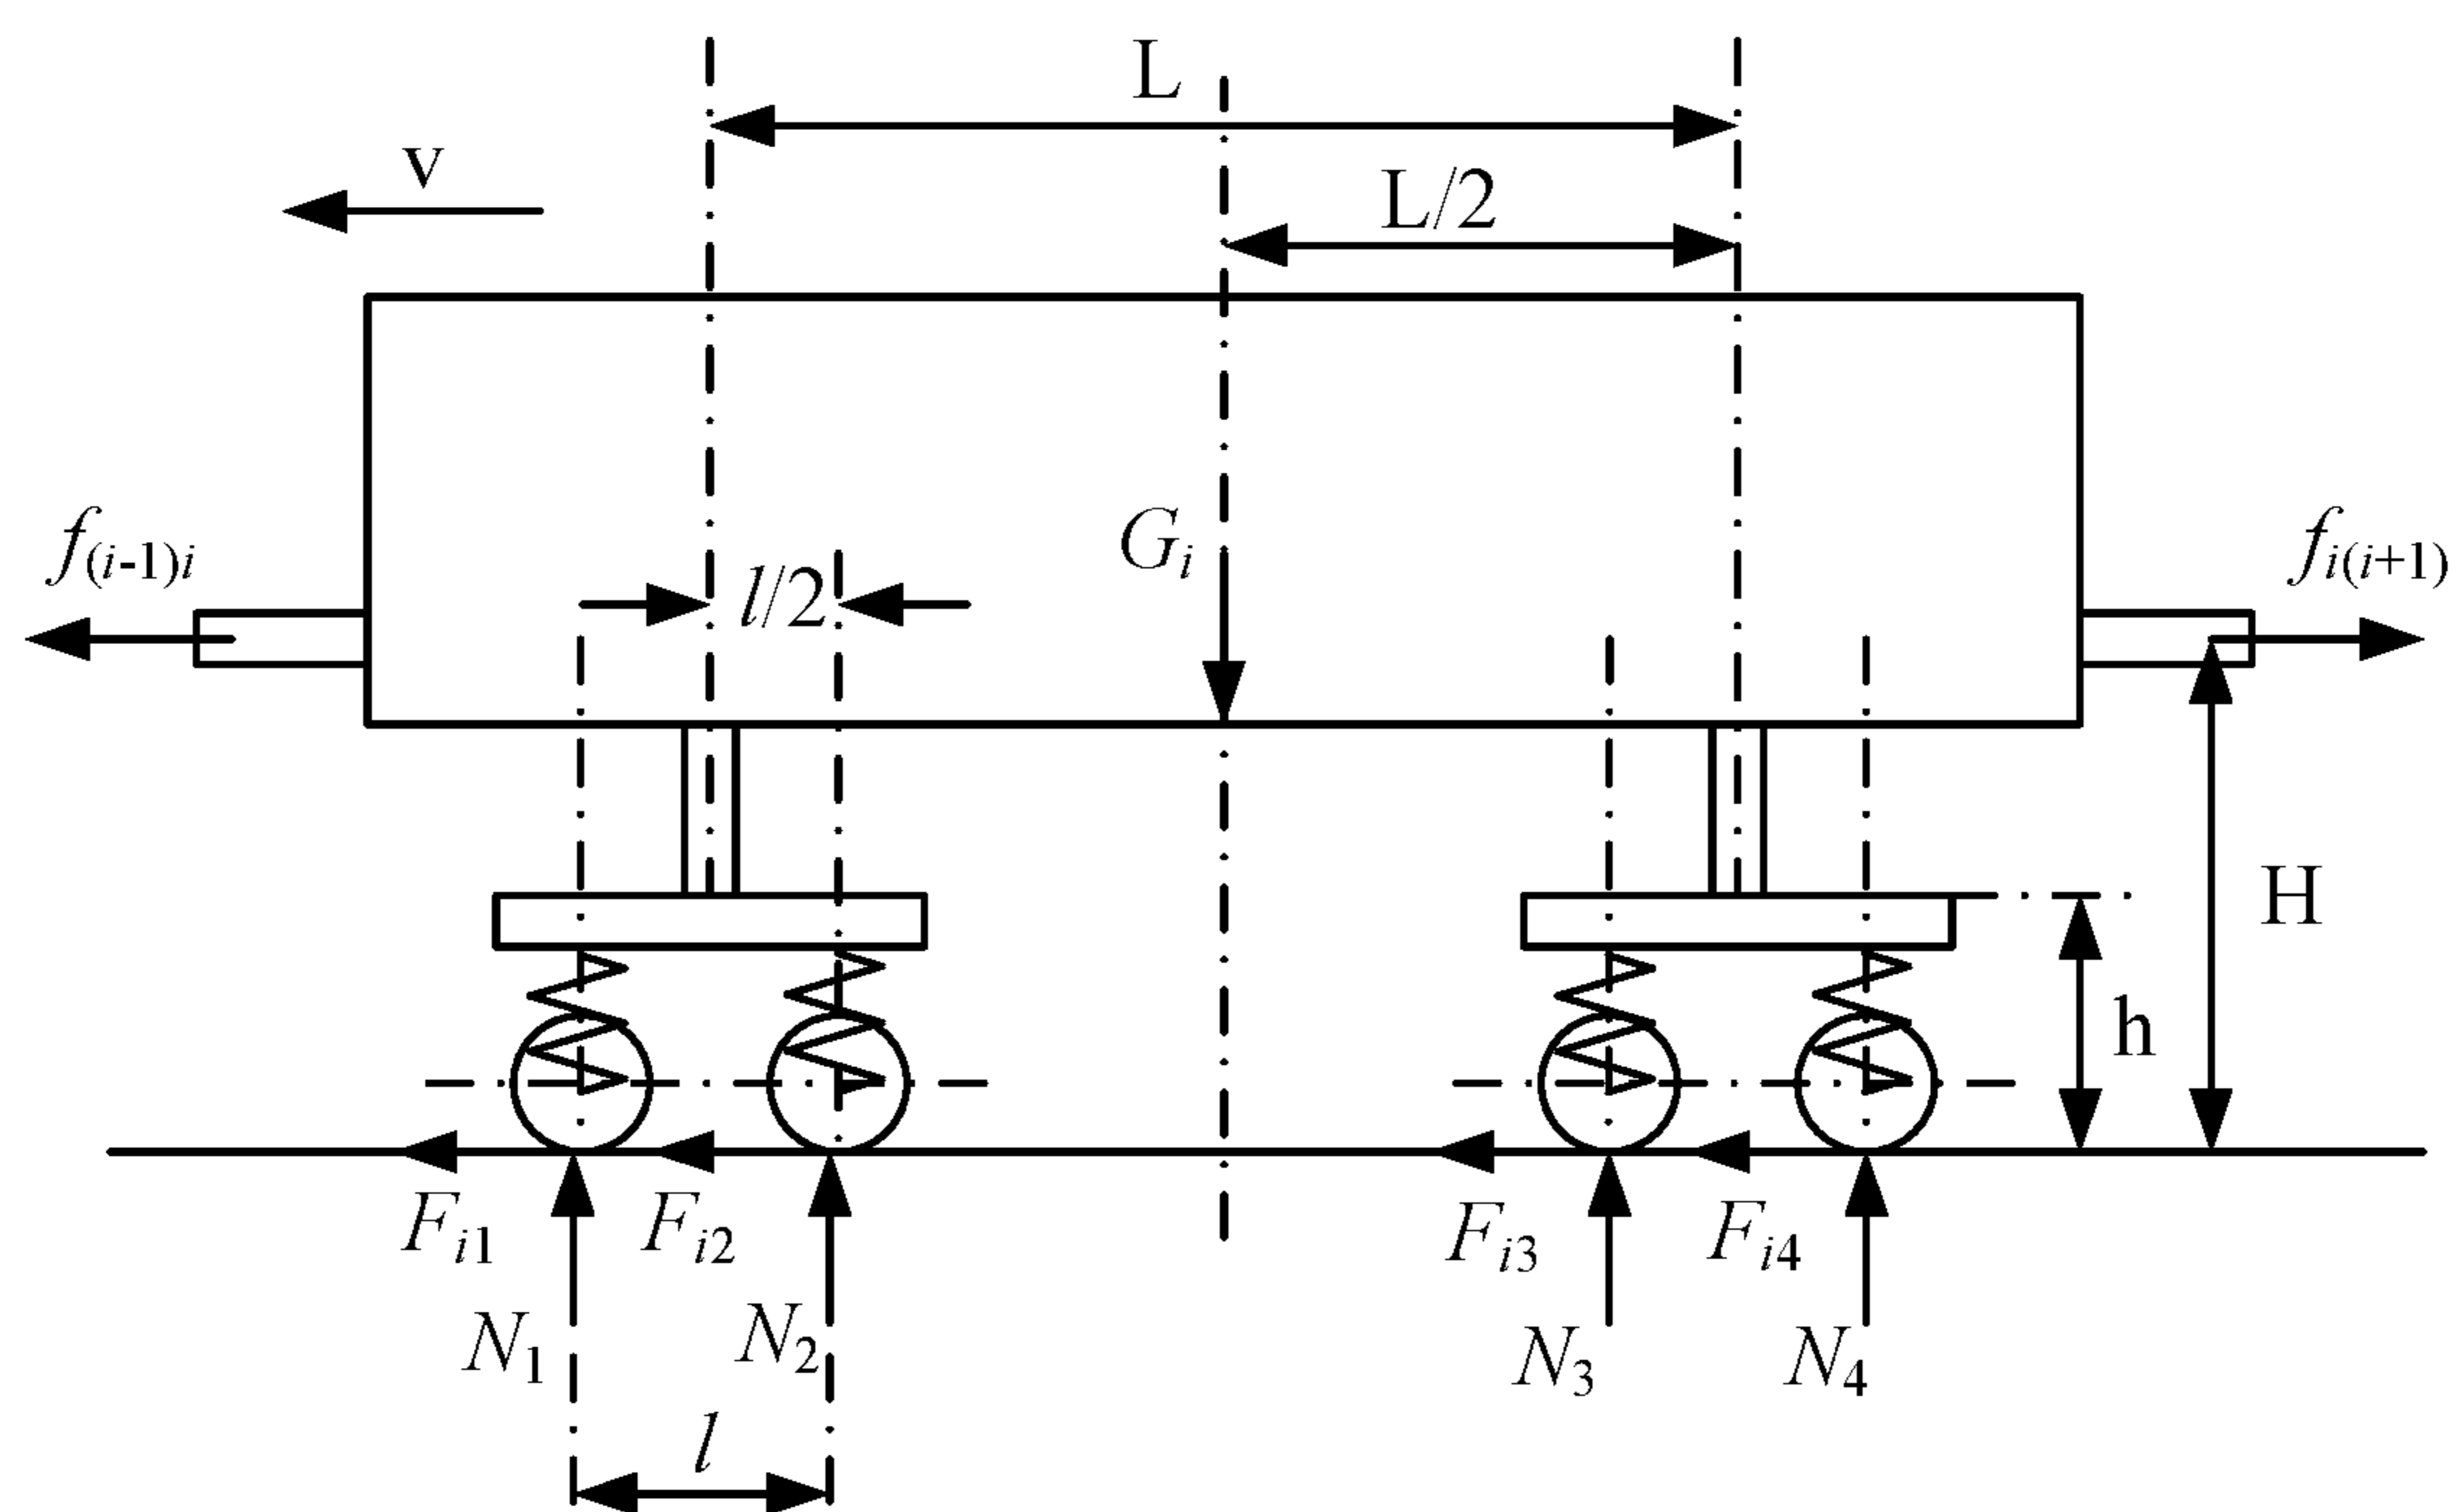 L
v
L/2
f(i-1)i
l/2
Gi
fi(i+1)
H
h
Fi1
Fi2
Fi3
Fi4
N1
N2
N3
N4
l